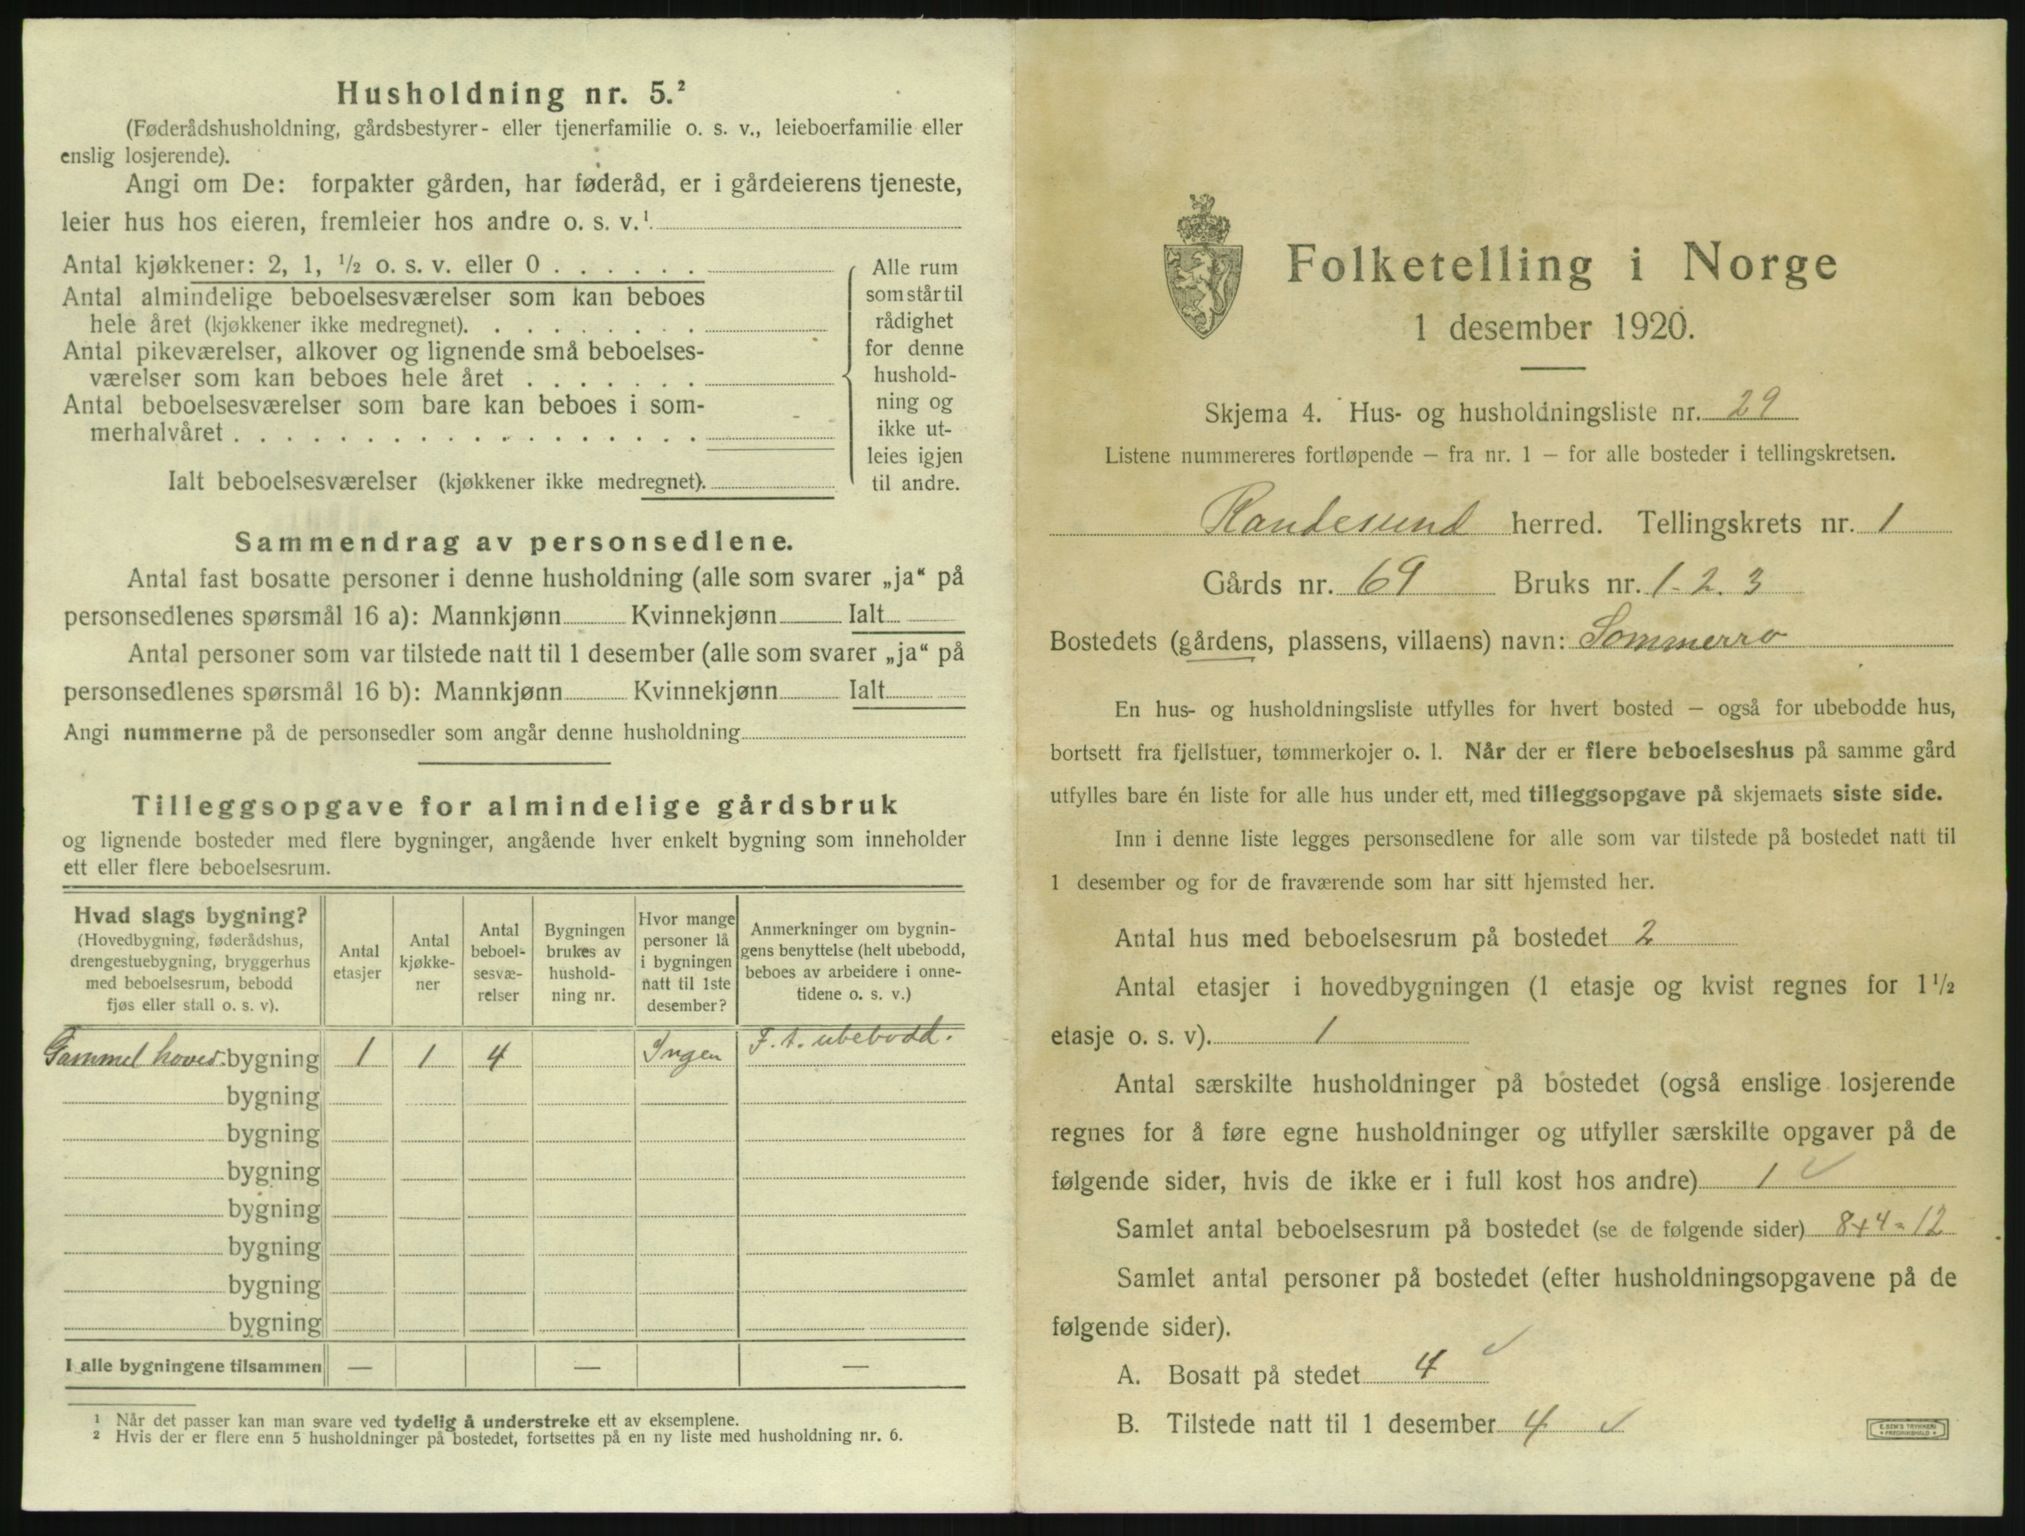 Husholdning nr. 5.²
(Føderådshusholdning, gårdsbestyrer- eller tjenerfamilie o. s. v., leieboerfamilie eller
enslig losjerende).
Angi om De: forpakter gården, har føderåd, er i gårdeierens tjeneste,
leier hus hos eieren, fremleier hos andre o. s. v.¹
Antal kjøkkener: 2, 1, ½ o. s. v. eller 0 . . . . . .
Antal almindelige beboelsesværelser som kan beboes
hele året (kjøkkener ikke medregnet). . . . . . . . .
Antal pikeværelser, alkover og lignende små beboelses-
værelser som kan beboes hele året . . . . . . .
Antal beboelsesværelser som bare kan beboes i som-
merhalvåret . . . . . . . . . . . . . . . . . .
Ialt beboelsesværelser (kjøkkener ikke medregnet).
Alle rum
som står til
rådighet
for denne
hushold-
ning og
ikke ut-
leies igjen
til andre.
Sammendrag av personsedlene.
Antal fast bosatte personer i denne husholdning (alle som svarer „ja“ på
personsedlenes spørsmål 16 a): Mannkjønn Kvinnekjønn Ialt
Antal personer som var tilstede natt til 1 desember (alle som svarer „ja“ på
personsedlenes spørsmål 16 b): Mannkjønn Kvinnekjønn Ialt
Angi nummerne på de personsedler som angår denne husholdning
Tilleggsopgave for almindelige gårdsbruk
og lignende bosteder med flere bygninger, angående hver enkelt bygning som inneholder
ett eller flere beboelsesrum.
Hvad slags bygning?
(Hovedbygning, føderådshus,
drengestuebygning, bryggerhus
med beboelsesrum, bebodd
fjøs eller stall o. s. v).
Antal
etasjer
Antal
kjøkke-
ner
Antal
beboel-
sesvæ-
relser
Bygningen
brukes av
hushold-
ning nr.
Hvor mange
personer lå
i bygningen
natt til 1ste
desember?
Anmerkninger om bygnin-
gens benyttelse (helt ubebodd,
beboes av arbeidere i onne-
tidene o. s. v.)
Gammel hoved-bygning 1 1 4 Ingen F. t. ubebodd.
bygning
bygning
bygning
bygning
bygning
bygning
bygning
I alle bygningene tilsammen — — —
¹ Når det passer kan man svare ved tydelig å understreke ett av eksemplene.
² Hvis der er flere enn 5 husholdninger på bostedet, fortsettes på en ny liste med husholdning nr. 6.
Folketelling i Norge
1 desember 1920.
Skjema 4. Hus- og husholdningsliste nr. 29
Listene nummereres fortløpende — fra nr. 1 — for alle bosteder i tellingskretsen.
Randesund herred. Tellingskrets nr. 1
Gårds nr. 69 Bruks nr. 1-2.3
Bostedets (gårdens, plassens, villaens) navn: Sommerro
En hus- og husholdningsliste utfylles for hvert bosted — også for ubebodde hus,
bortsett fra fjellstuer, tømmerkojer o. l. Når der er flere beboelseshus på samme gård
utfylles bare én liste for alle hus under ett, med tilleggsopgave på skjemaets siste side.
Inn i denne liste legges personsedlene for alle som var tilstede på bostedet natt til
1 desember og for de fraværende som har sitt hjemsted her.
Antal hus med beboelsesrum på bostedet 2
Antal etasjer i hovedbygningen (1 etasje og kvist regnes for 1½
etasje o. s. v). 1
Antal særskilte husholdninger på bostedet (også enslige losjerende
regnes for å føre egne husholdninger og utfyller særskilte opgaver på de
følgende sider, hvis de ikke er i full kost hos andre) 1 ✓
Samlet antal beboelsesrum på bostedet (se de følgende sider) 8+4=12
Samlet antal personer på bostedet (efter husholdningsopgavene på de
følgende sider).
A. Bosatt på stedet 4 ✓
B. Tilstede natt til 1 desember 4 ✓
E. SEM'S TRYKKERI
FREDRIKSHALD